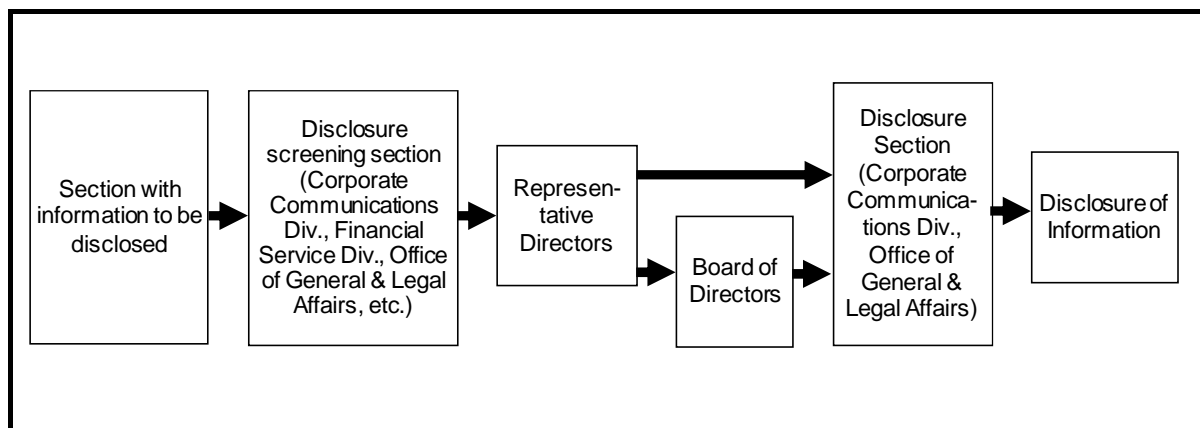 Section with
information to be
disclosed
Disclosure
screening section
(Corporate
Communications
Div., Financial
Service Div., Office
of General & Legal
Affairs, etc.)
Represen-
tative
Directors
Board of
Directors
Disclosure
Section
(Corporate
Communica-
tions Div.,
Office of
General &
Legal Affairs)
Disclosure of
Information